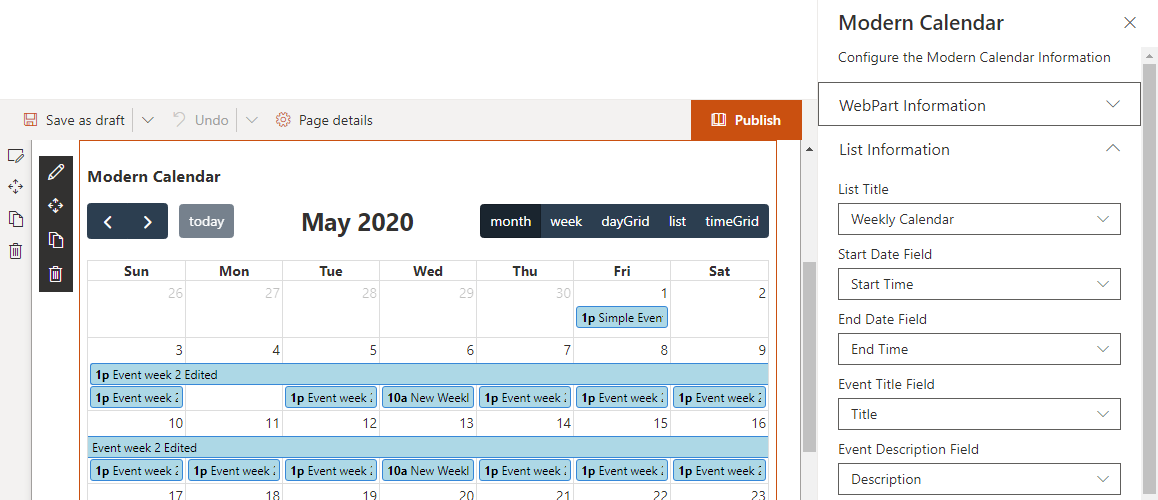 Modern Calendar
Configure the Modern Calendar Information
WebPart Information
List Information
List Title
Weekly Calendar
Start Date Field
Start Time
End Date Field
End Time
Event Title Field
Title
Event Description Field
Description
Save as draft Undo Page details Publish
Modern Calendar
today May 2020 month week dayGrid list timeGrid
Sun Mon Tue Wed Thu Fri Sat
26 27 28 29 30 1 2
1p Simple Even
3 4 5 6 7 8 9
1p Event week 2 Edited
1p Event week 2 1p Event week 2 10a New Weekl 1p Event week 2 1p Event week 2 1p Event week 2
10 11 12 13 14 15 16
Event week 2 Edited
1p Event week 2 1p Event week 2 1p Event week 2 10a New Weekl 1p Event week 2 1p Event week 2 1p Event week 2
17 18 19 20 21 22 23